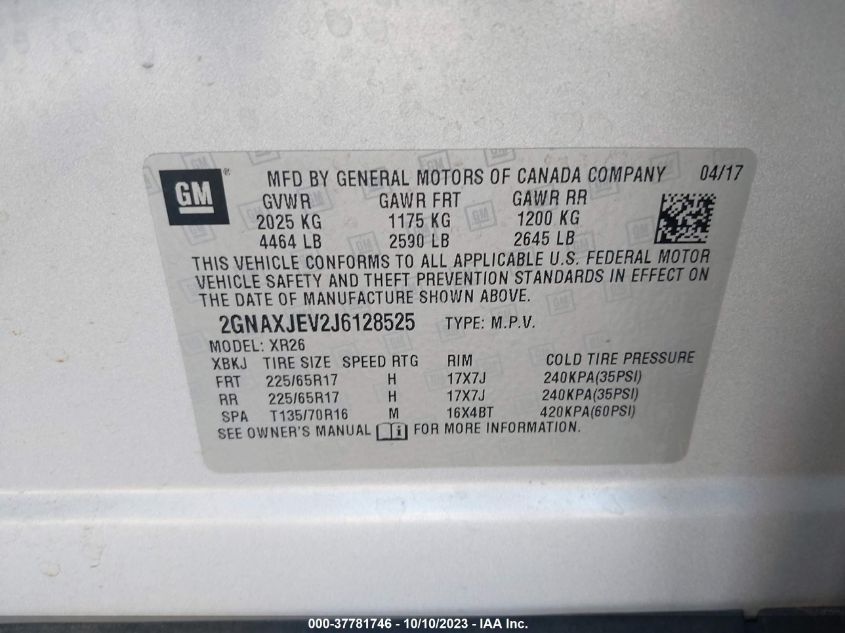 GM
MFD BY GENERAL MOTORS OF CANADA COMPANY 04/17
GVWR GAWR FRT GAWR RR
2025 KG 1175 KG 1200 KG
4464 LB 2590 LB 2645 LB
THIS VEHICLE CONFORMS TO ALL APPLICABLE U.S. FEDERAL MOTOR
VEHICLE SAFETY AND THEFT PREVENTION STANDARDS IN EFFECT ON
THE DATE OF MANUFACTURE SHOWN ABOVE.
2GNAXJEV2J6128525 TYPE: M.P.V.
MODEL: XR26
XBKJ TIRE SIZE SPEED RTG RIM COLD TIRE PRESSURE
FRT 225/65R17 H 17X7J 240KPA(35PSI)
RR 225/65R17 H 17X7J 240KPA(35PSI)
SPA T135/70R16 M 16X4BT 420KPA(60PSI)
SEE OWNER'S MANUAL i FOR MORE INFORMATION.
000-37781746 - 10/10/2023 - IAA Inc.